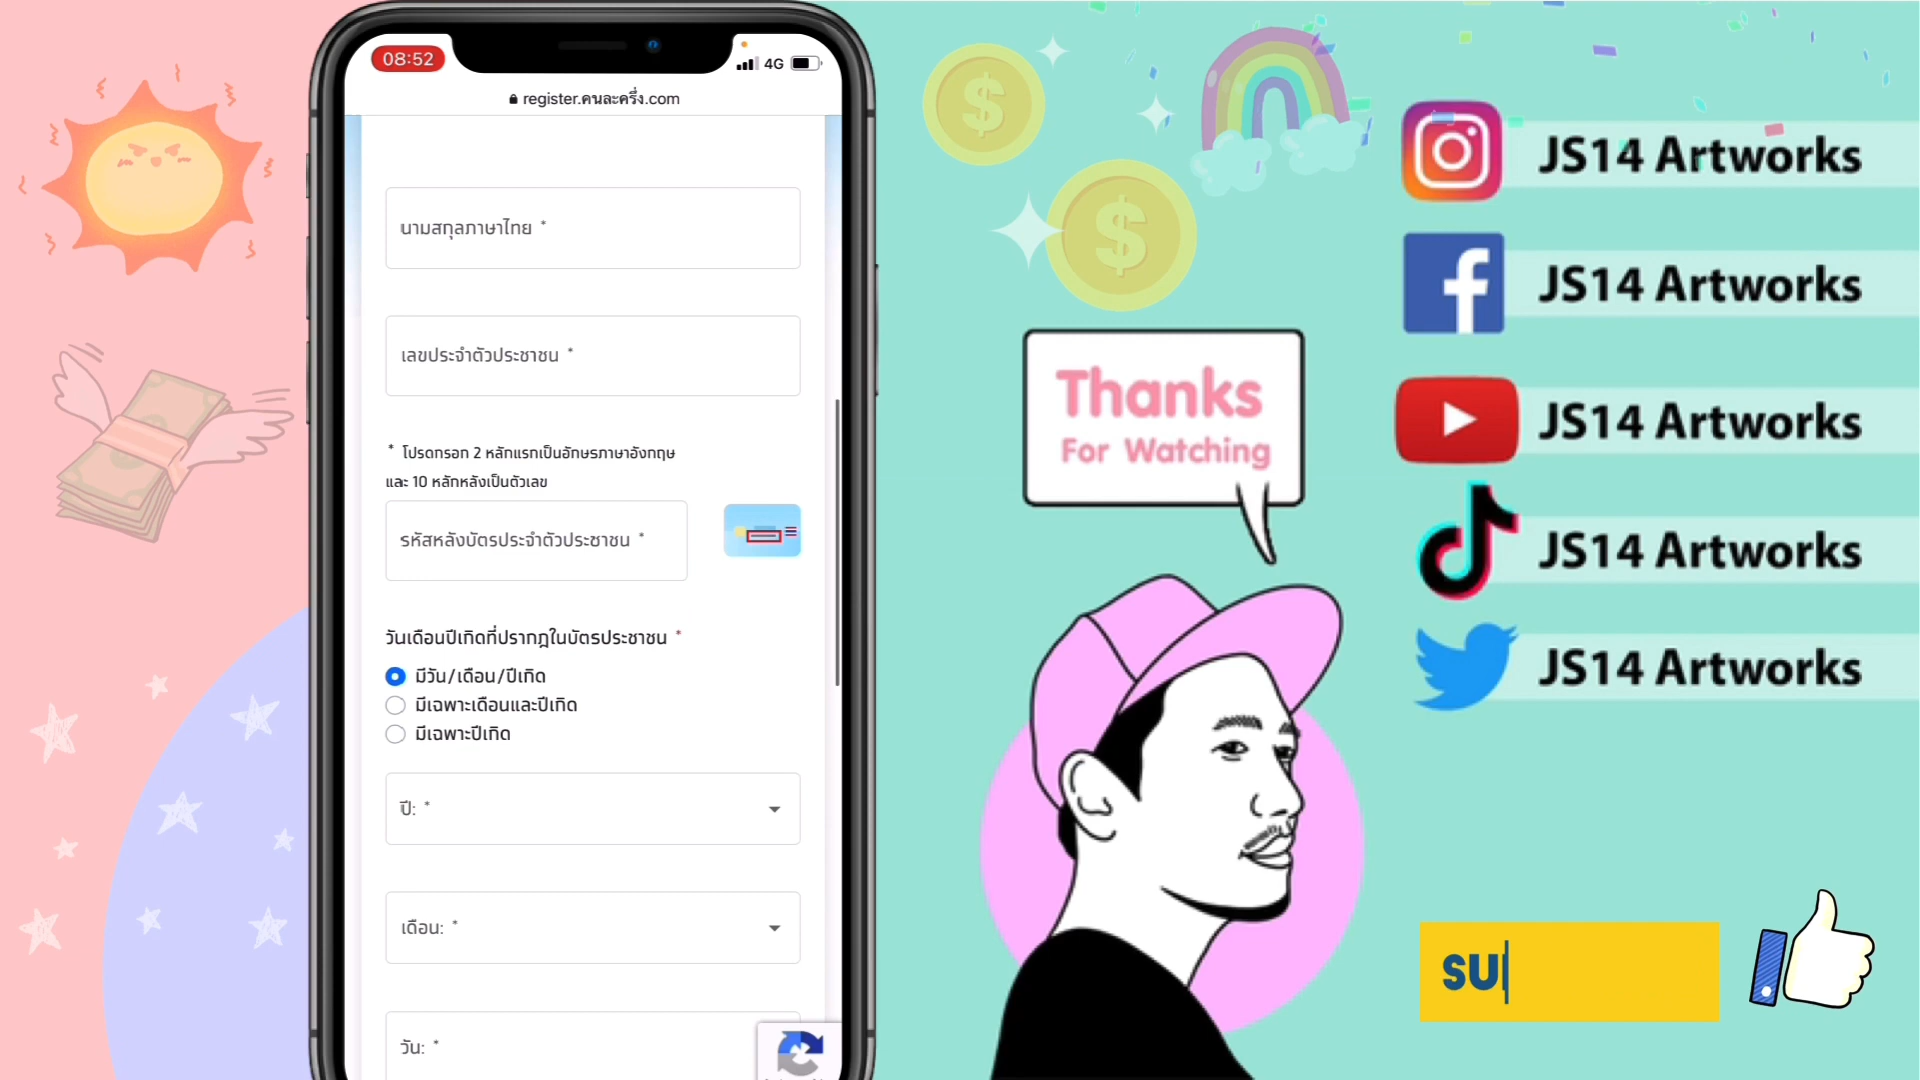 08:52
4G
register.คนละครึ่ง.com
นามสกุลภาษาไทย *
เลขประจำตัวประชาชน *
* โปรดกรอก 2 หลักแรกเป็นอักษรภาษาอังกฤษ
และ 10 หลักหลังเป็นตัวเลข
รหัสหลังบัตรประจำตัวประชาชน *
วันเดือนปีเกิดที่ปรากฎในบัตรประชาชน *
มีวัน/เดือน/ปีเกิด
มีเฉพาะเดือนและปีเกิด
มีเฉพาะปีเกิด
ปี: *
เดือน: *
วัน: *
$
$
Thanks
For Watching
JS14 Artworks
JS14 Artworks
JS14 Artworks
JS14 Artworks
JS14 Artworks
SU